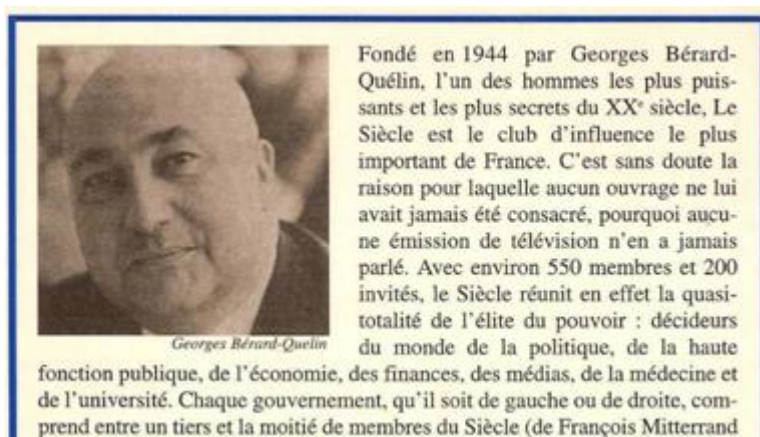 Fondé en 1944 par Georges Bérard-
Quélin, l'un des hommes les plus puis-
sants et les plus secrets du XXe siècle, Le
Siècle est le club d'influence le plus
important de France. C'est sans doute la
raison pour laquelle aucun ouvrage ne lui
avait jamais été consacré, pourquoi aucu-
ne émission de télévision n'en a jamais
parlé. Avec environ 550 membres et 200
invités, le Siècle réunit en effet la quasi-
totalité de l'élite du pouvoir : décideurs
Georges Bérard-Quelin
du monde de la politique, de la haute
fonction publique, de l'économie, des finances, des médias, de la médecine et
de l'université. Chaque gouvernement, qu'il soit de gauche ou de droite, com-
prend entre un tiers et la moitié de membres du Siècle (de François Mitterrand